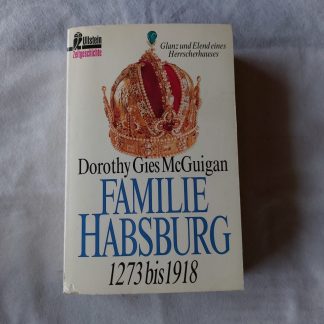 Ullstein
Zeitgeschichte
Glanz und Elend eines
Herrscherhauses
Dorothy Gies McGuigan
FAMILIE
HABSBURG
1273 bis 1918